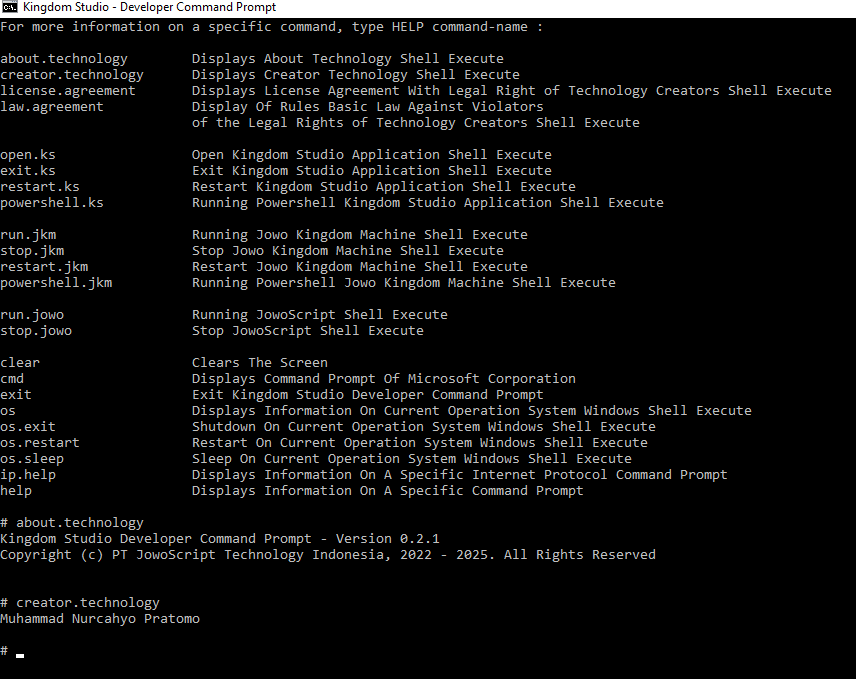 Kingdom Studio - Developer Command Prompt
For more information on a specific command, type HELP command-name :
about.technology        Displays About Technology Shell Execute
creator.technology      Displays Creator Technology Shell Execute
license.agreement       Displays License Agreement With Legal Right of Technology Creators Shell Execute
law.agreement           Display Of Rules Basic Law Against Violators
                        of the Legal Rights of Technology Creators Shell Execute
open.ks                 Open Kingdom Studio Application Shell Execute
exit.ks                 Exit Kingdom Studio Application Shell Execute
restart.ks              Restart Kingdom Studio Application Shell Execute
powershell.ks           Running Powershell Kingdom Studio Application Shell Execute
run.jkm                 Running Jowo Kingdom Machine Shell Execute
stop.jkm                Stop Jowo Kingdom Machine Shell Execute
restart.jkm             Restart Jowo Kingdom Machine Shell Execute
powershell.jkm          Running Powershell Jowo Kingdom Machine Shell Execute
run.jowo                Running JowoScript Shell Execute
stop.jowo               Stop JowoScript Shell Execute
clear                   Clears The Screen
cmd                     Displays Command Prompt Of Microsoft Corporation
exit                    Exit Kingdom Studio Developer Command Prompt
os                      Displays Information On Current Operation System Windows Shell Execute
os.exit                 Shutdown On Current Operation System Windows Shell Execute
os.restart              Restart On Current Operation System Windows Shell Execute
os.sleep                Sleep On Current Operation System Windows Shell Execute
ip.help                 Displays Information On A Specific Internet Protocol Command Prompt
help                    Displays Information On A Specific Command Prompt
# about.technology
Kingdom Studio Developer Command Prompt - Version 0.2.1
Copyright (c) PT JowoScript Technology Indonesia, 2022 - 2025. All Rights Reserved
# creator.technology
Muhammad Nurcahyo Pratomo
#